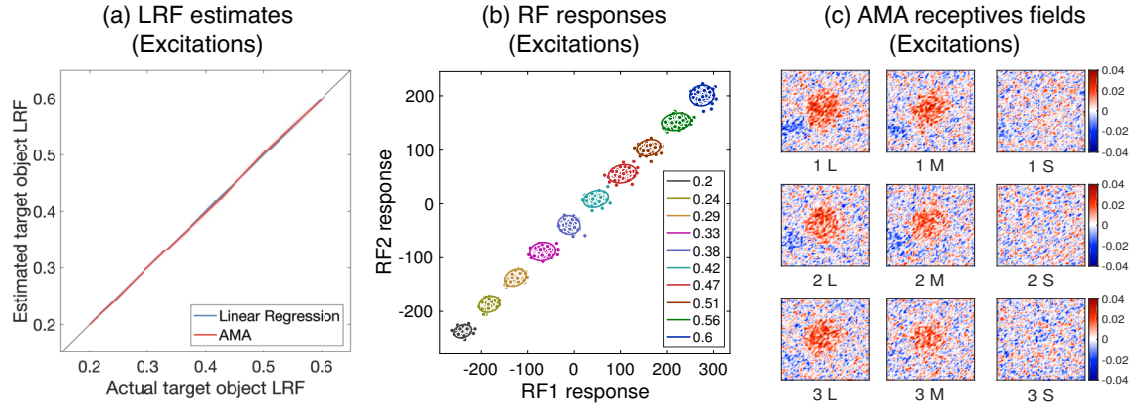 (a) LRF estimates
(Excitations)
(b) RF responses
(Excitations)
(c) AMA receptives fields
(Excitations)
Estimated target object LRF
0.6
0.5
0.4
0.3
0.2
Linear Regression
AMA
0.2 0.3 0.4 0.5 0.6
Actual target object LRF
RF2 response
200
100
0
-100
-200
0.2
0.24
0.29
0.33
0.38
0.42
0.47
0.51
0.56
0.6
-200 -100 0 100 200 300
RF1 response
0.04
0.02
0
-0.02
-0.04
1 L 1 M 1 S
0.04
0.02
0
-0.02
-0.04
2 L 2 M 2 S
0.04
0.02
0
-0.02
-0.04
3 L 3 M 3 S